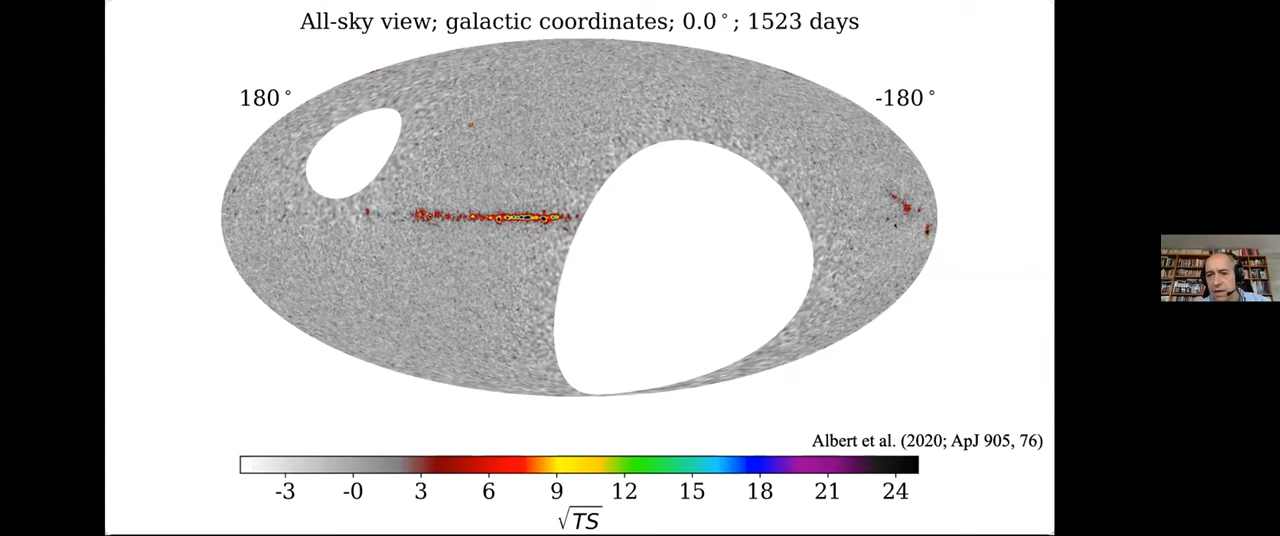 All-sky view; galactic coordinates; 0.0°; 1523 days
180°
-180°
Albert et al. (2020; ApJ 905, 76)
-3 -0 3 6 9 12 15 18 21 24
√TS